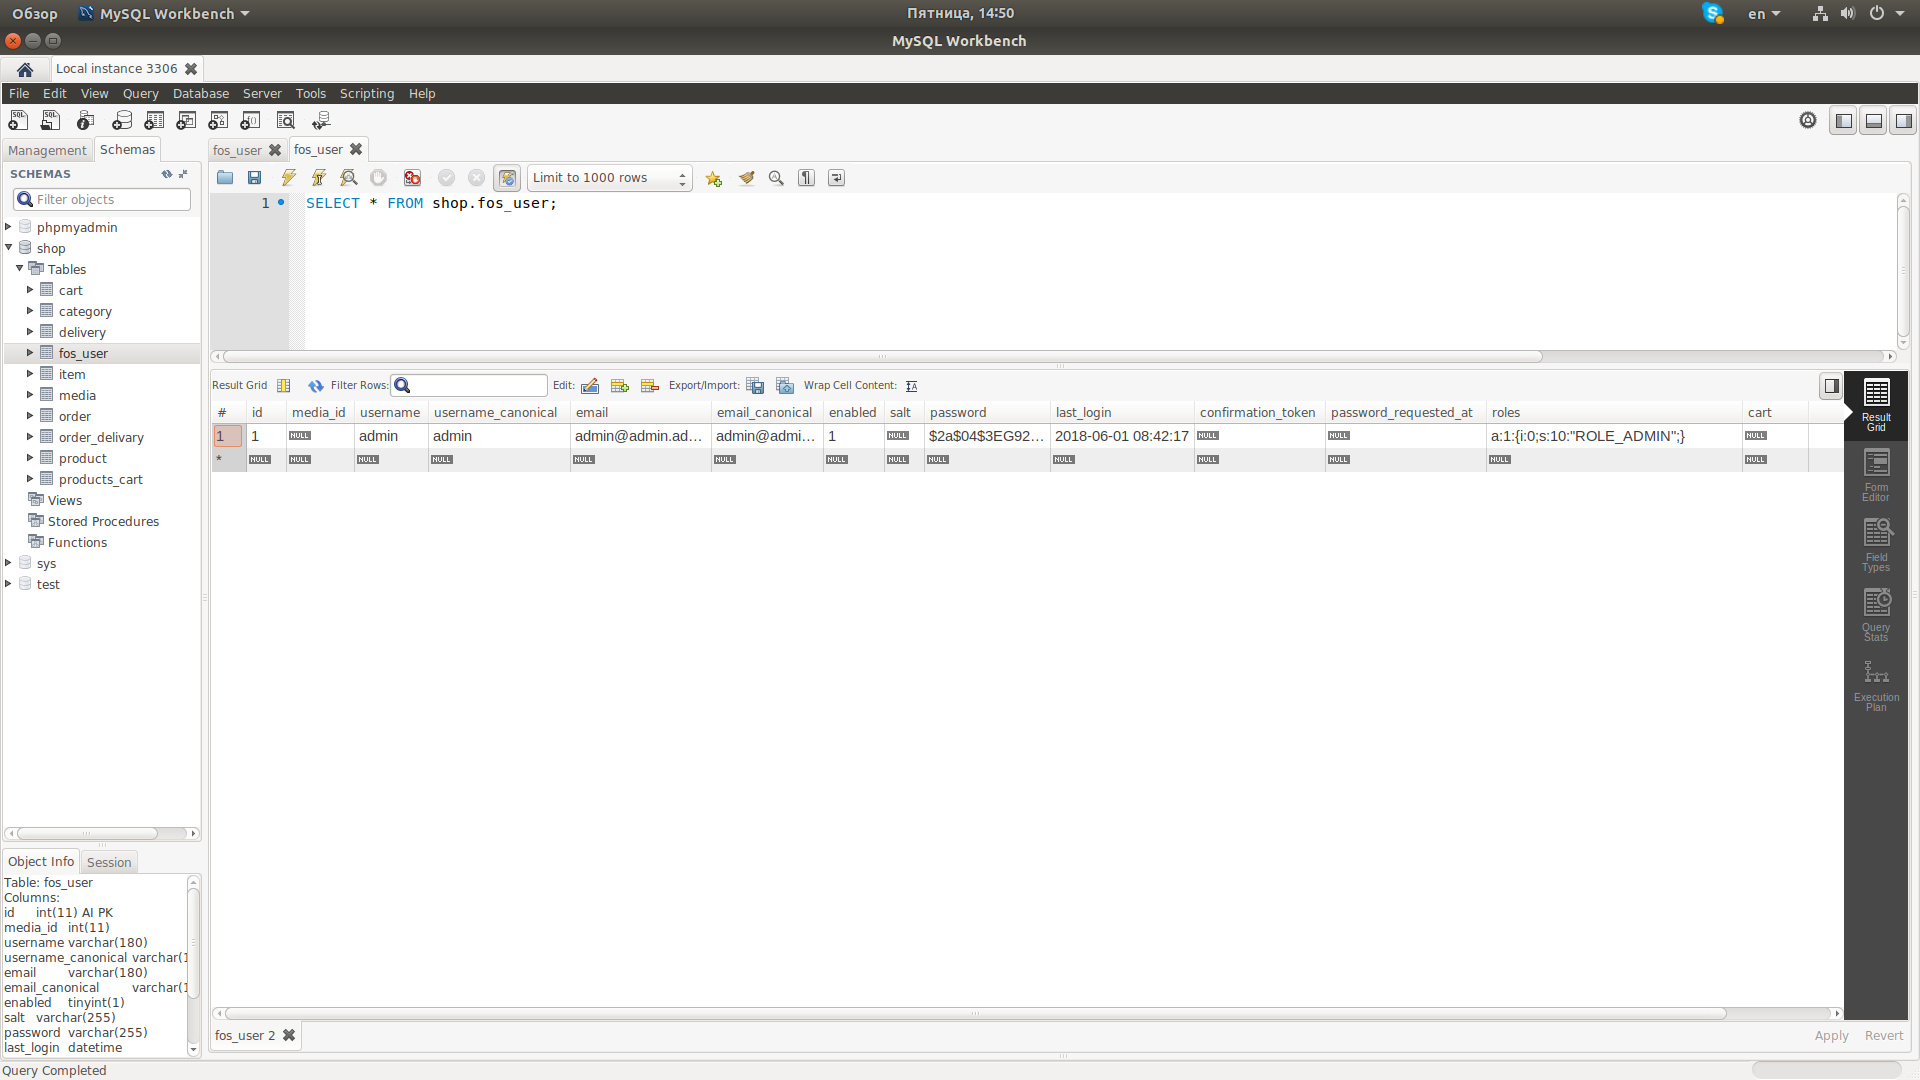 Обзор MySQL Workbench Пятница, 14:50 en
MySQL Workbench
Local instance 3306
File Edit View Query Database Server Tools Scripting Help
Management Schemas
fos_user fos_user
SCHEMAS
Limit to 1000 rows
Filter objects
1 SELECT * FROM shop.fos_user;
phpmyadmin
shop
Tables
cart
category
delivery
fos_user
item
media
order
order_delivary
product
products_cart
Views
Stored Procedures
Functions
sys
test
Result Grid Filter Rows: Edit: Export/Import: Wrap Cell Content:
# id media_id username username_canonical email email_canonical enabled salt password last_login confirmation_token password_requested_at roles cart
1 1 NULL admin admin admin@admin.ad... admin@admi... 1 NULL $2a$04$3EG92... 2018-06-01 08:42:17 NULL NULL a:1:{i:0;s:10:"ROLE_ADMIN";} NULL
* NULL NULL NULL NULL NULL NULL NULL NULL NULL NULL NULL NULL NULL NULL
Result
Grid
Form
Editor
Field
Types
Query
Stats
Execution
Plan
Object Info Session
Table: fos_user
Columns:
id int(11) AI PK
media_id int(11)
username varchar(180)
username_canonical varchar(1
email varchar(180)
email_canonical varchar(1
enabled tinyint(1)
salt varchar(255)
password varchar(255)
last_login datetime
fos_user 2
Apply Revert
Query Completed